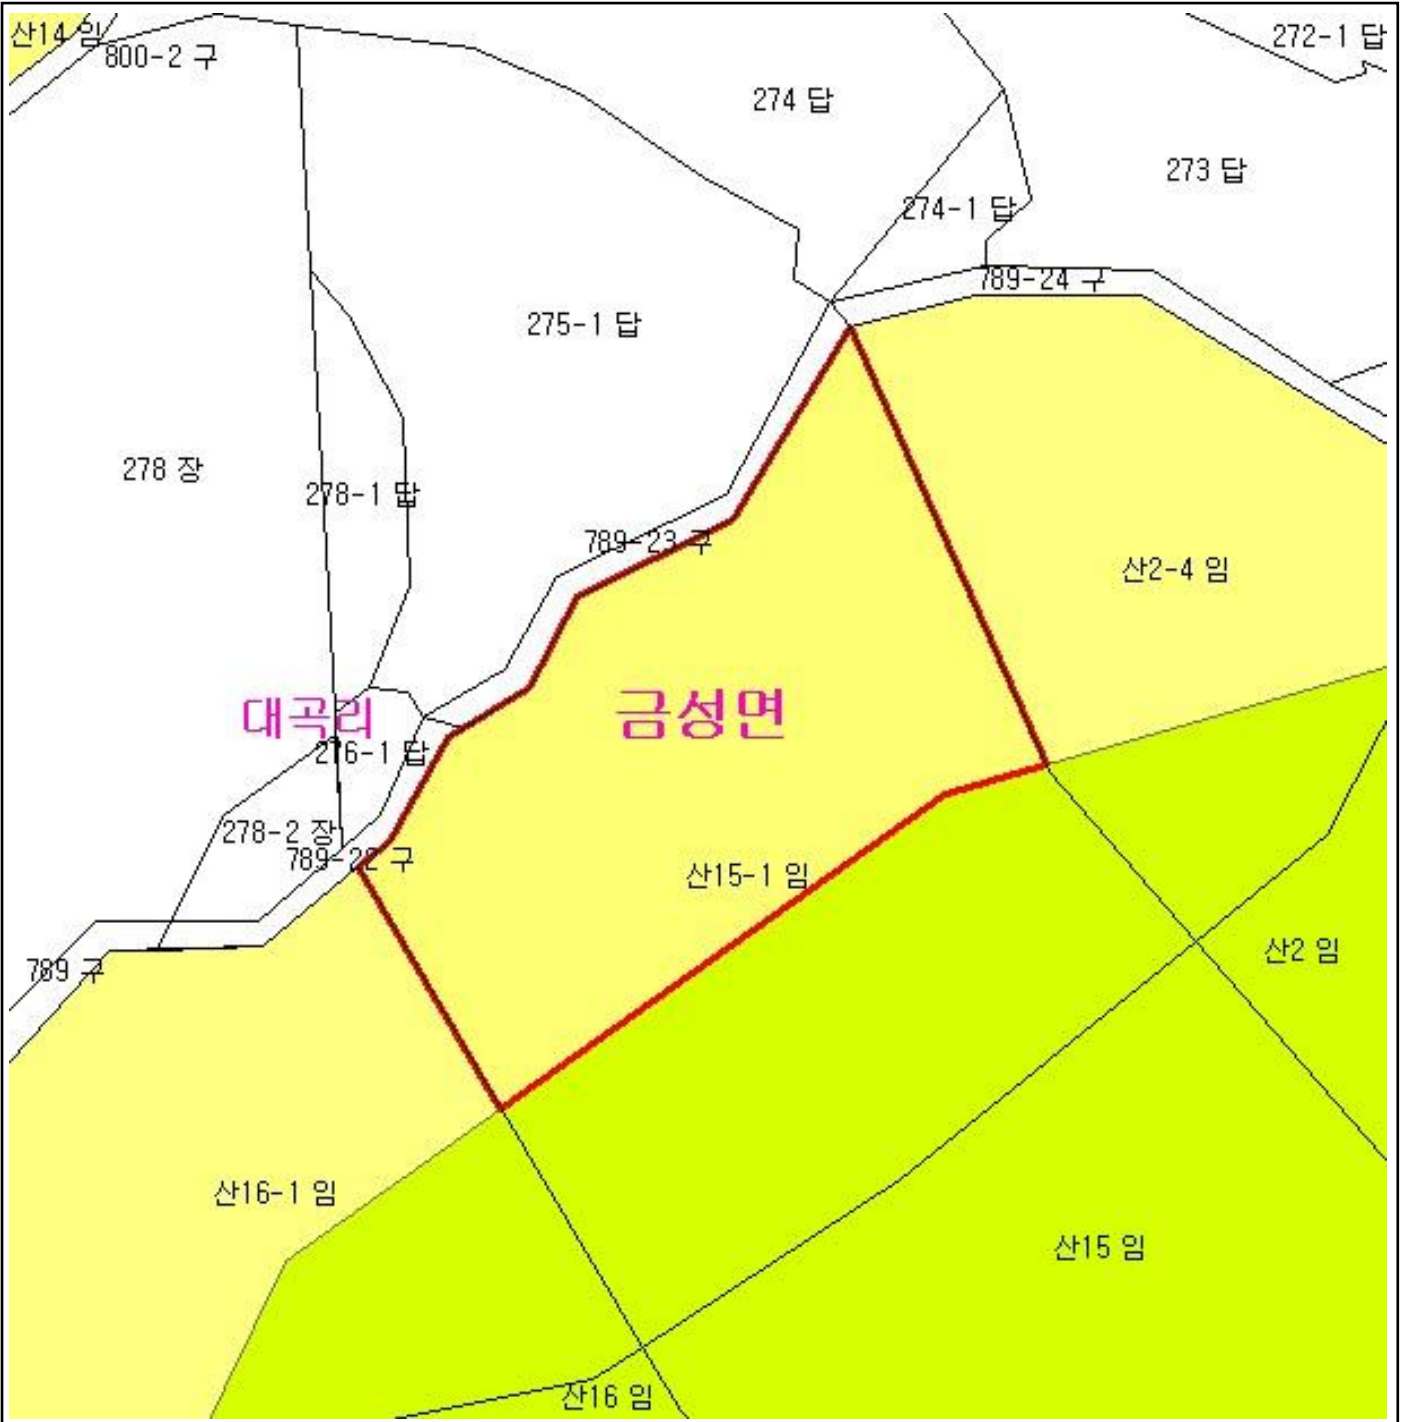 산14 임
800-2 구
272-1 답
274 답
273 답
274-1 답
789-24 구
275-1 답
278 장
278-1 답
789-23 구
산2-4 임
대곡리
금성면
276-1 답
278-2 장
789-22 구
산15-1 임
산2 임
789 구
산16-1 임
산15 임
산16 임